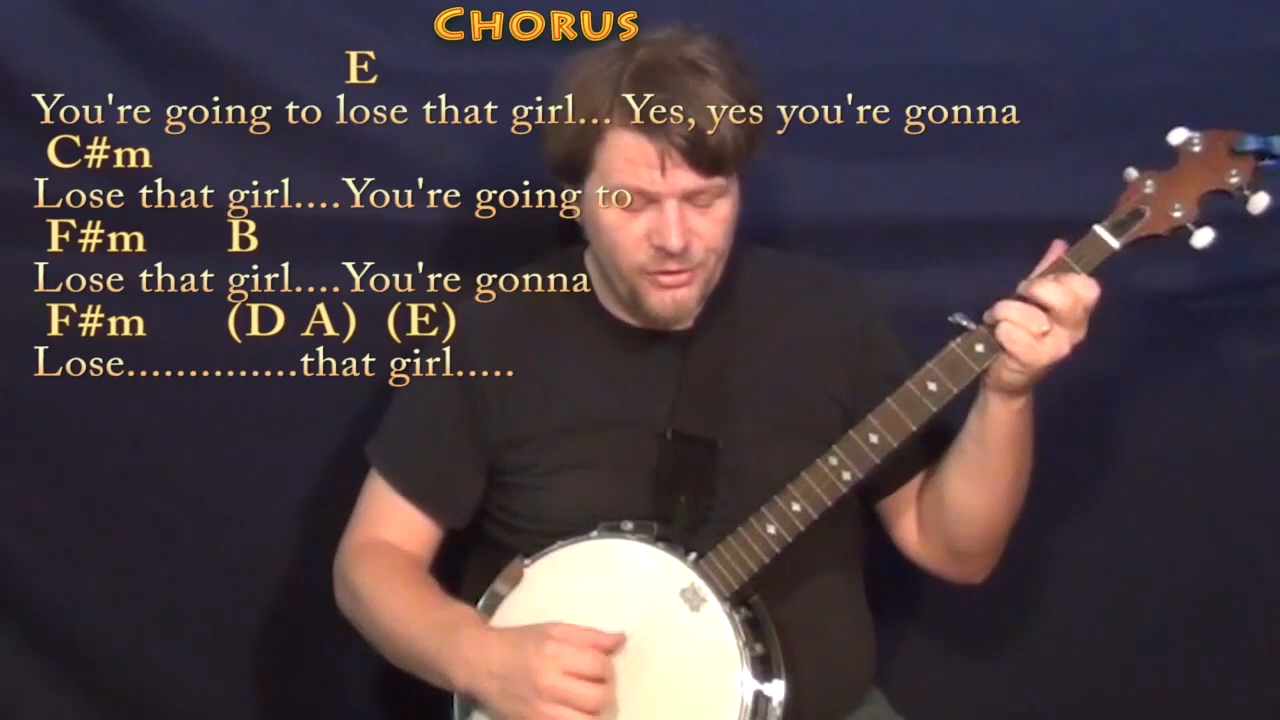 CHORUS
E
You're going to lose that girl... Yes, yes you're gonna
C#m
Lose that girl....You're going to
F#m B
Lose that girl....You're gonna
F#m (D A) (E)
Lose..............that girl.....